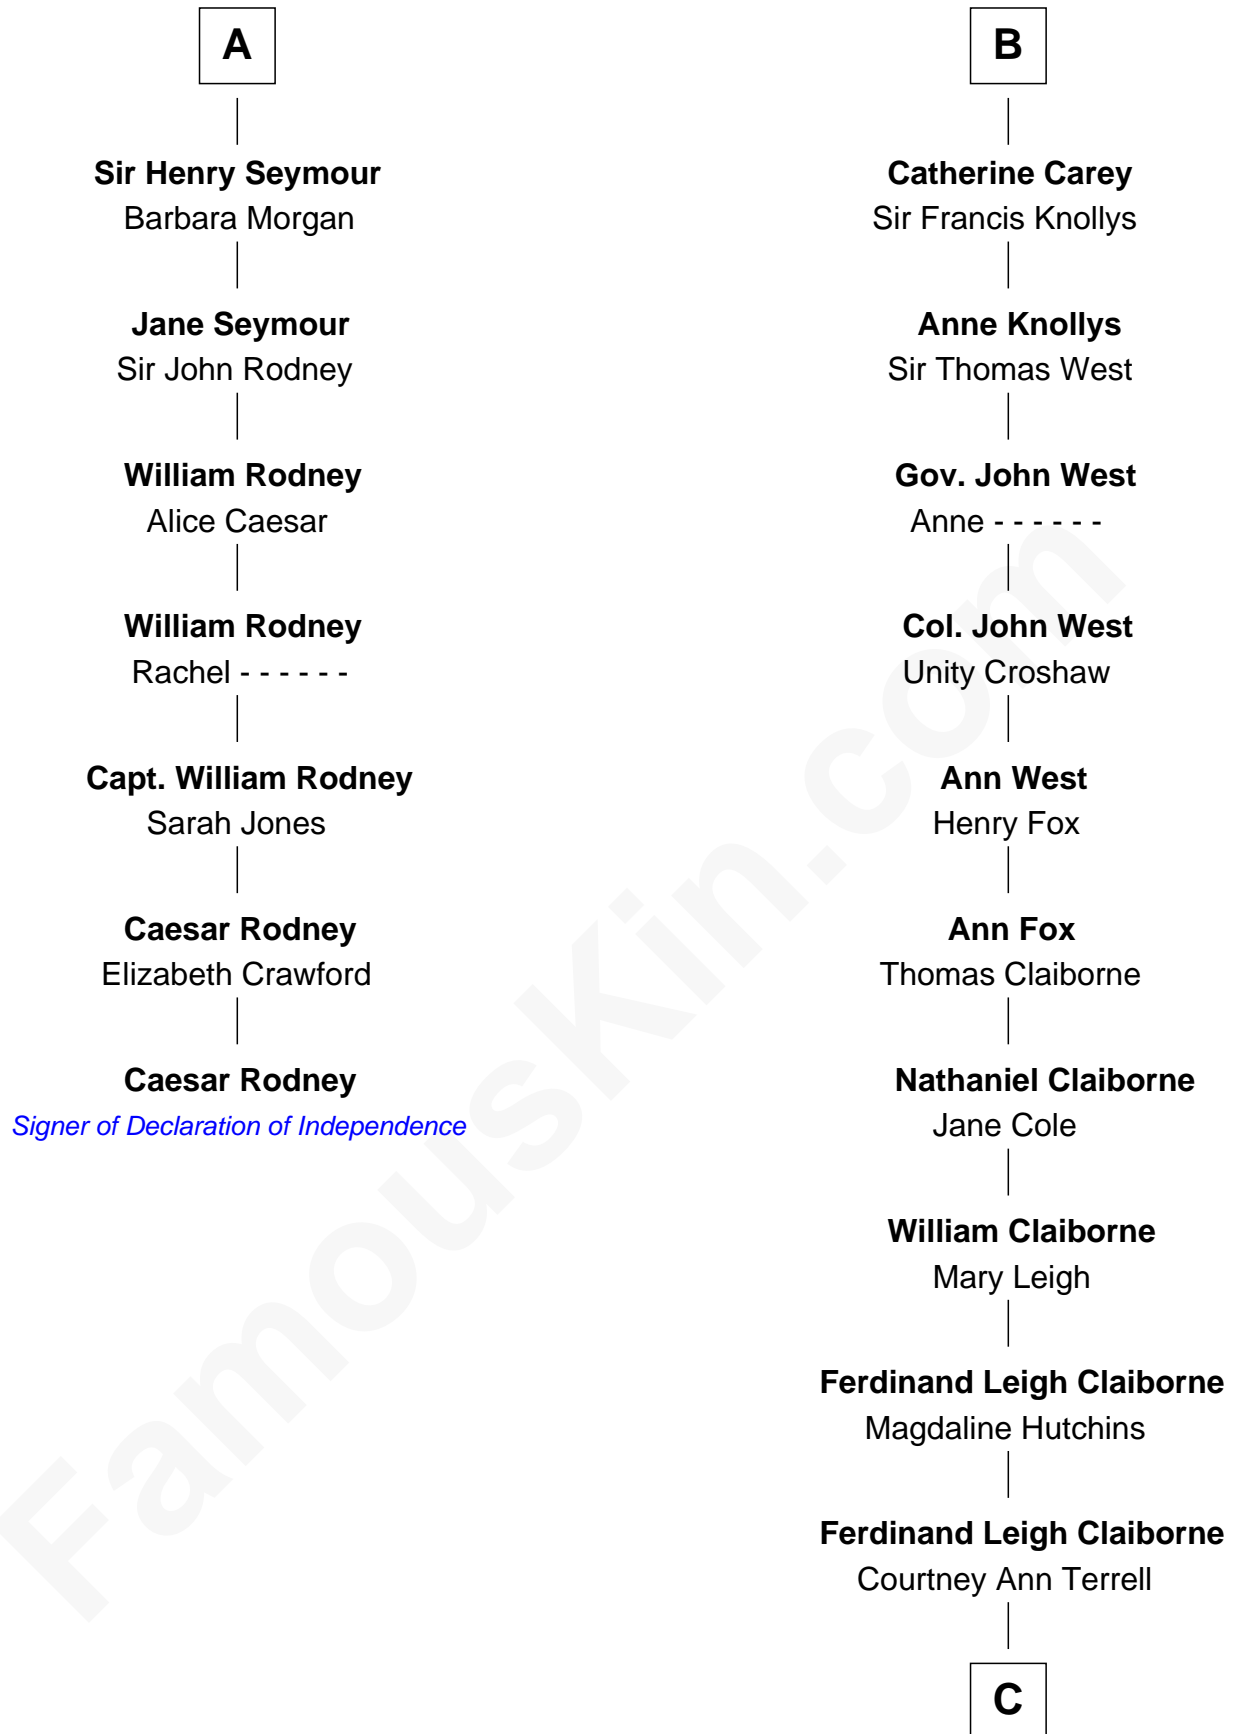 A
Sir Henry Seymour
Barbara Morgan
Jane Seymour
Sir John Rodney
William Rodney
Alice Caesar
William Rodney
Rachel - - - - - -
Capt. William Rodney
Sarah Jones
Caesar Rodney
Elizabeth Crawford
Caesar Rodney
Signer of Declaration of Independence
B
Catherine Carey
Sir Francis Knollys
Anne Knollys
Sir Thomas West
Gov. John West
Anne - - - - - -
Col. John West
Unity Croshaw
Ann West
Henry Fox
Ann Fox
Thomas Claiborne
Nathaniel Claiborne
Jane Cole
William Claiborne
Mary Leigh
Ferdinand Leigh Claiborne
Magdaline Hutchins
Ferdinand Leigh Claiborne
Courtney Ann Terrell
C
FamousKin.com